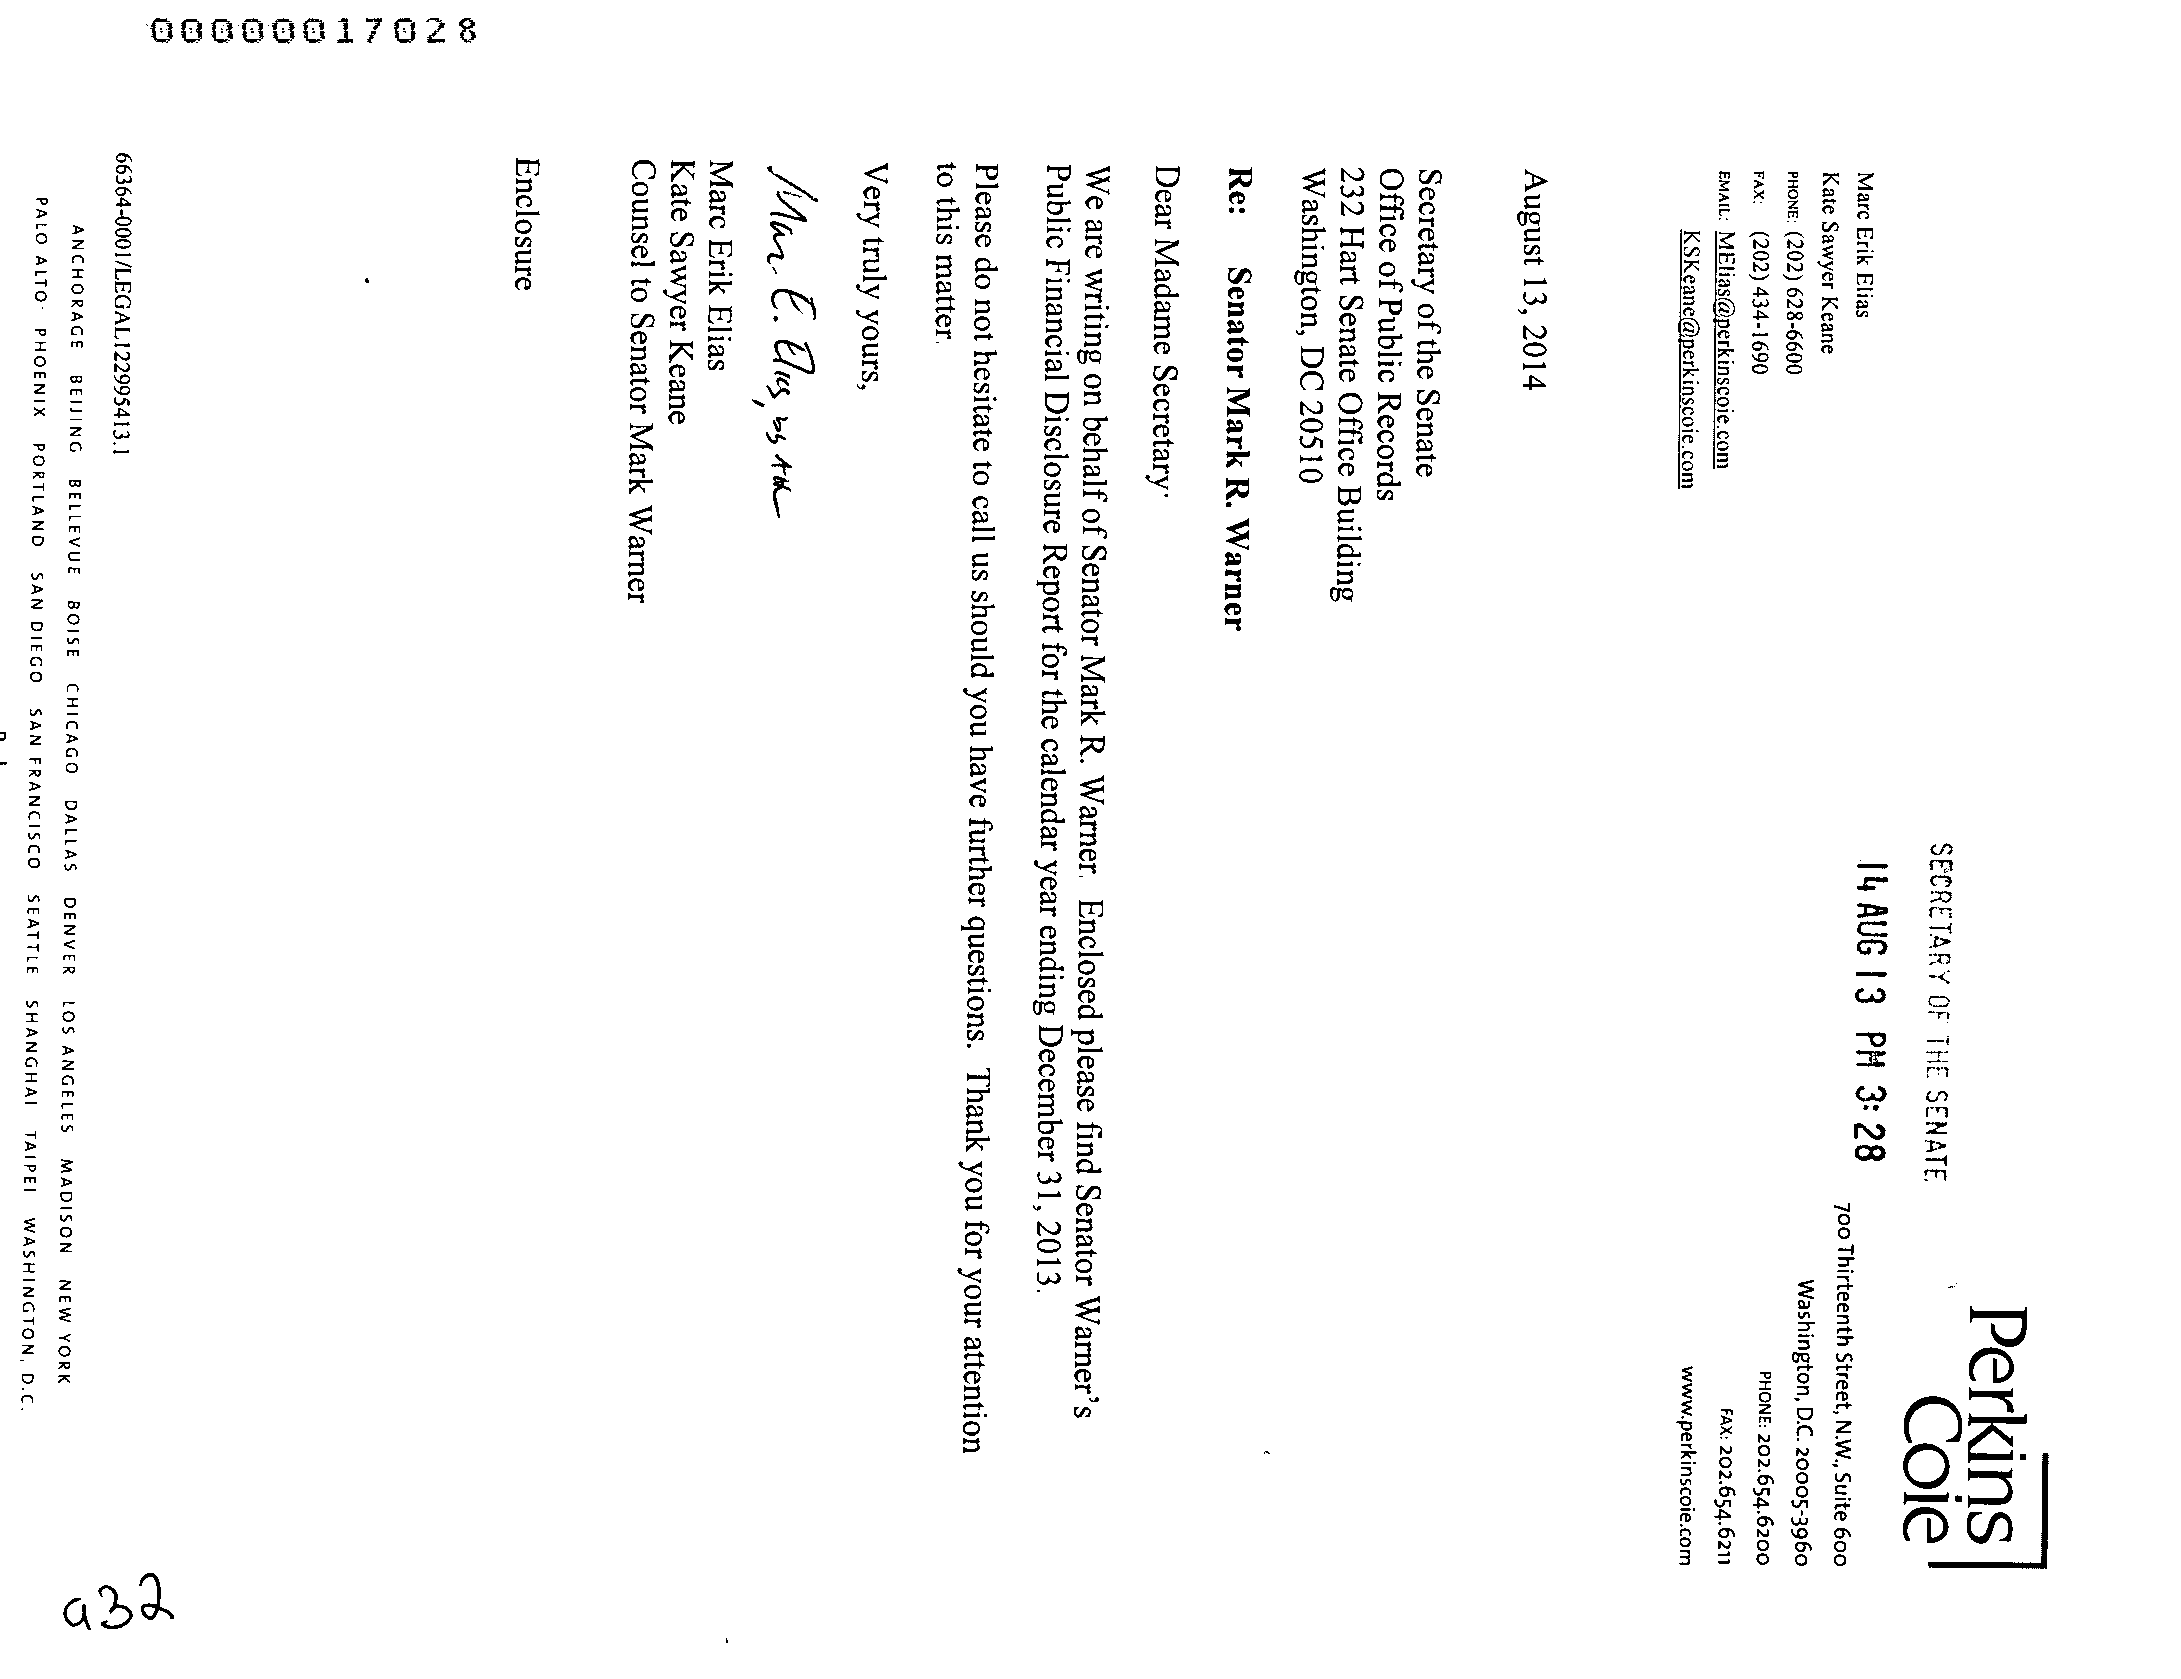 00000017028
SECRETARY OF THE SENATE
14 AUG 13 PM 3:28
Perkins
Coie
700 Thirteenth Street, N.W., Suite 600
Washington, D.C. 20005-3960
PHONE: 202.654.6200
FAX: 202.654.6211
www.perkinscoie.com
Marc Erik Elias
Kate Sawyer Keane
PHONE: (202) 628-6600
FAX: (202) 434-1690
EMAIL: MElias@perkinscoie.com
KSKeane@perkinscoie.com
August 13, 2014
Secretary of the Senate
Office of Public Records
232 Hart Senate Office Building
Washington, DC 20510
Re: Senator Mark R. Warner
Dear Madame Secretary:
We are writing on behalf of Senator Mark R. Warner. Enclosed please find Senator Warner's
Public Financial Disclosure Report for the calendar year ending December 31, 2013.
Please do not hesitate to call us should you have further questions. Thank you for your attention
to this matter.
Very truly yours,
Marc E. Elias,
Marc Erik Elias
Kate Sawyer Keane
Counsel to Senator Mark Warner
Enclosure
66364-0001/LEGAL122995413.1
ANCHORAGE BEIJING BELLEVUE BOISE CHICAGO DALLAS DENVER LOS ANGELES MADISON NEW YORK
PALO ALTO PHOENIX PORTLAND SAN DIEGO SAN FRANCISCO SEATTLE SHANGHAI TAIPEI WASHINGTON, D.C.
932